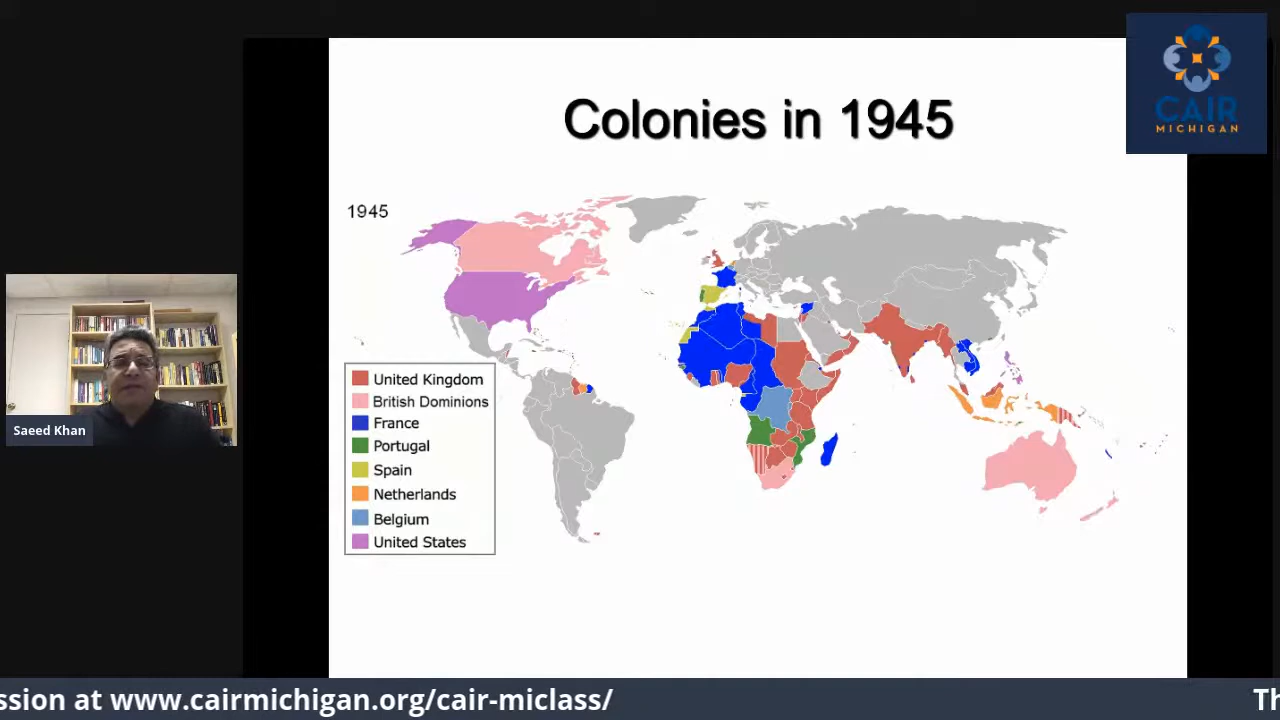 Colonies in 1945
CAIR
MICHIGAN
1945
United Kingdom
British Dominions
France
Portugal
Spain
Netherlands
Belgium
United States
Saeed Khan
ssion at www.cairmichigan.org/cair-miclass/
Th